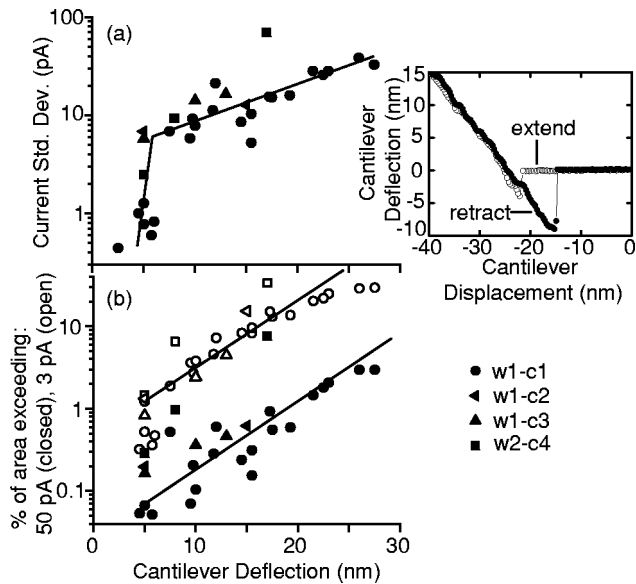 (a)
100
10
1
Current Std. Dev. (pA)
15
10
5
0
-5
-10
Cantilever
Deflection (nm)
extend
retract
-40 -30 -20 -10 0
Cantilever
Displacement (nm)
(b)
10
1
0.1
% of area exceeding:
50 pA (closed), 3 pA (open)
0 10 20 30
Cantilever Deflection (nm)
w1-c1
w1-c2
w1-c3
w2-c4